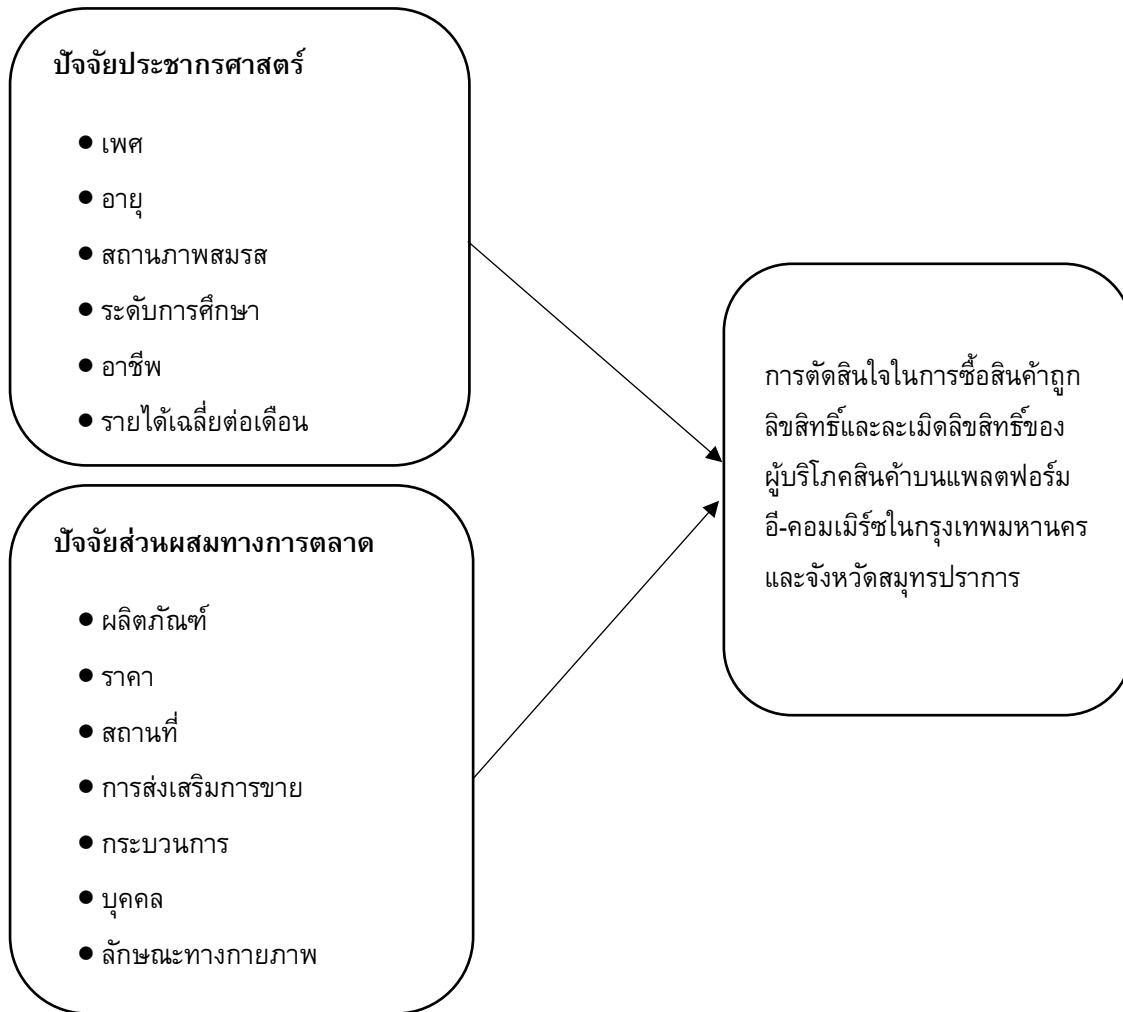 ปัจจัยประชากรศาสตร์
● เพศ
● อายุ
● สถานภาพสมรส
● ระดับการศึกษา
● อาชีพ
● รายได้เฉลี่ยต่อเดือน
ปัจจัยส่วนผสมทางการตลาด
● ผลิตภัณฑ์
● ราคา
● สถานที่
● การส่งเสริมการขาย
● กระบวนการ
● บุคคล
● ลักษณะทางกายภาพ
การตัดสินใจในการซื้อสินค้าถูก
ลิขสิทธิ์และละเมิดลิขสิทธิ์ของ
ผู้บริโภคสินค้าบนแพลตฟอร์ม
อี-คอมเมิร์ซในกรุงเทพมหานคร
และจังหวัดสมุทรปราการ